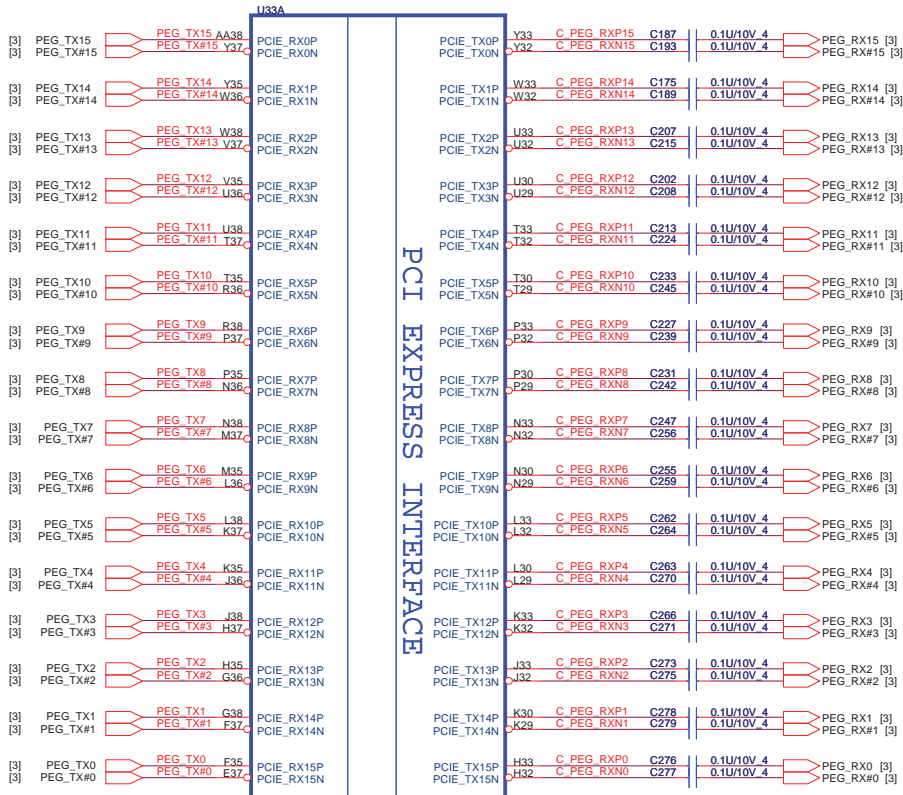 U33A
[3] PEG_TX15 PEG_TX15 AA38 PCIE_RX0P PCIE_TX0P Y33 C_PEG_RXP15 C187 0.1U/10V_4 PEG_RX15 [3]
[3] PEG_TX#15 PEG_TX#15 Y37 PCIE_RX0N PCIE_TX0N Y32 C_PEG_RXN15 C193 0.1U/10V_4 PEG_RX#15 [3]
[3] PEG_TX14 PEG_TX14 Y35 PCIE_RX1P PCIE_TX1P W33 C_PEG_RXP14 C175 0.1U/10V_4 PEG_RX14 [3]
[3] PEG_TX#14 PEG_TX#14 W36 PCIE_RX1N PCIE_TX1N W32 C_PEG_RXN14 C189 0.1U/10V_4 PEG_RX#14 [3]
[3] PEG_TX13 PEG_TX13 W38 PCIE_RX2P PCIE_TX2P U33 C_PEG_RXP13 C207 0.1U/10V_4 PEG_RX13 [3]
[3] PEG_TX#13 PEG_TX#13 V37 PCIE_RX2N PCIE_TX2N U32 C_PEG_RXN13 C215 0.1U/10V_4 PEG_RX#13 [3]
[3] PEG_TX12 PEG_TX12 V35 PCIE_RX3P PCIE_TX3P U30 C_PEG_RXP12 C202 0.1U/10V_4 PEG_RX12 [3]
[3] PEG_TX#12 PEG_TX#12 U36 PCIE_RX3N PCIE_TX3N U29 C_PEG_RXN12 C208 0.1U/10V_4 PEG_RX#12 [3]
[3] PEG_TX11 PEG_TX11 U38 PCIE_RX4P PCIE_TX4P T33 C_PEG_RXP11 C213 0.1U/10V_4 PEG_RX11 [3]
[3] PEG_TX#11 PEG_TX#11 T37 PCIE_RX4N PCIE_TX4N T32 C_PEG_RXN11 C224 0.1U/10V_4 PEG_RX#11 [3]
[3] PEG_TX10 PEG_TX10 T35 PCIE_RX5P PCIE_TX5P T30 C_PEG_RXP10 C233 0.1U/10V_4 PEG_RX10 [3]
[3] PEG_TX#10 PEG_TX#10 R36 PCIE_RX5N PCIE_TX5N T29 C_PEG_RXN10 C245 0.1U/10V_4 PEG_RX#10 [3]
[3] PEG_TX9 PEG_TX9 R38 PCIE_RX6P PCIE_TX6P P33 C_PEG_RXP9 C227 0.1U/10V_4 PEG_RX9 [3]
[3] PEG_TX#9 PEG_TX#9 P37 PCIE_RX6N PCIE_TX6N P32 C_PEG_RXN9 C239 0.1U/10V_4 PEG_RX#9 [3]
[3] PEG_TX8 PEG_TX8 P35 PCIE_RX7P PCIE_TX7P P30 C_PEG_RXP8 C231 0.1U/10V_4 PEG_RX8 [3]
[3] PEG_TX#8 PEG_TX#8 N36 PCIE_RX7N PCIE_TX7N P29 C_PEG_RXN8 C242 0.1U/10V_4 PEG_RX#8 [3]
[3] PEG_TX7 PEG_TX7 N38 PCIE_RX8P PCIE_TX8P N33 C_PEG_RXP7 C247 0.1U/10V_4 PEG_RX7 [3]
[3] PEG_TX#7 PEG_TX#7 M37 PCIE_RX8N PCIE_TX8N N32 C_PEG_RXN7 C256 0.1U/10V_4 PEG_RX#7 [3]
[3] PEG_TX6 PEG_TX6 M35 PCIE_RX9P PCIE_TX9P N30 C_PEG_RXP6 C255 0.1U/10V_4 PEG_RX6 [3]
[3] PEG_TX#6 PEG_TX#6 L36 PCIE_RX9N PCIE_TX9N N29 C_PEG_RXN6 C259 0.1U/10V_4 PEG_RX#6 [3]
[3] PEG_TX5 PEG_TX5 L38 PCIE_RX10P PCIE_TX10P L33 C_PEG_RXP5 C262 0.1U/10V_4 PEG_RX5 [3]
[3] PEG_TX#5 PEG_TX#5 K37 PCIE_RX10N PCIE_TX10N L32 C_PEG_RXN5 C264 0.1U/10V_4 PEG_RX#5 [3]
[3] PEG_TX4 PEG_TX4 K35 PCIE_RX11P PCIE_TX11P L30 C_PEG_RXP4 C263 0.1U/10V_4 PEG_RX4 [3]
[3] PEG_TX#4 PEG_TX#4 J36 PCIE_RX11N PCIE_TX11N L29 C_PEG_RXN4 C270 0.1U/10V_4 PEG_RX#4 [3]
[3] PEG_TX3 PEG_TX3 J38 PCIE_RX12P PCIE_TX12P K33 C_PEG_RXP3 C266 0.1U/10V_4 PEG_RX3 [3]
[3] PEG_TX#3 PEG_TX#3 H37 PCIE_RX12N PCIE_TX12N K32 C_PEG_RXN3 C271 0.1U/10V_4 PEG_RX#3 [3]
[3] PEG_TX2 PEG_TX2 H35 PCIE_RX13P PCIE_TX13P J33 C_PEG_RXP2 C273 0.1U/10V_4 PEG_RX2 [3]
[3] PEG_TX#2 PEG_TX#2 G36 PCIE_RX13N PCIE_TX13N J32 C_PEG_RXN2 C275 0.1U/10V_4 PEG_RX#2 [3]
[3] PEG_TX1 PEG_TX1 G38 PCIE_RX14P PCIE_TX14P K30 C_PEG_RXP1 C278 0.1U/10V_4 PEG_RX1 [3]
[3] PEG_TX#1 PEG_TX#1 F37 PCIE_RX14N PCIE_TX14N K29 C_PEG_RXN1 C279 0.1U/10V_4 PEG_RX#1 [3]
[3] PEG_TX0 PEG_TX0 F35 PCIE_RX15P PCIE_TX15P H33 C_PEG_RXP0 C276 0.1U/10V_4 PEG_RX0 [3]
[3] PEG_TX#0 PEG_TX#0 E37 PCIE_RX15N PCIE_TX15N H32 C_PEG_RXN0 C277 0.1U/10V_4 PEG_RX#0 [3]
PCI EXPRESS INTERFACE